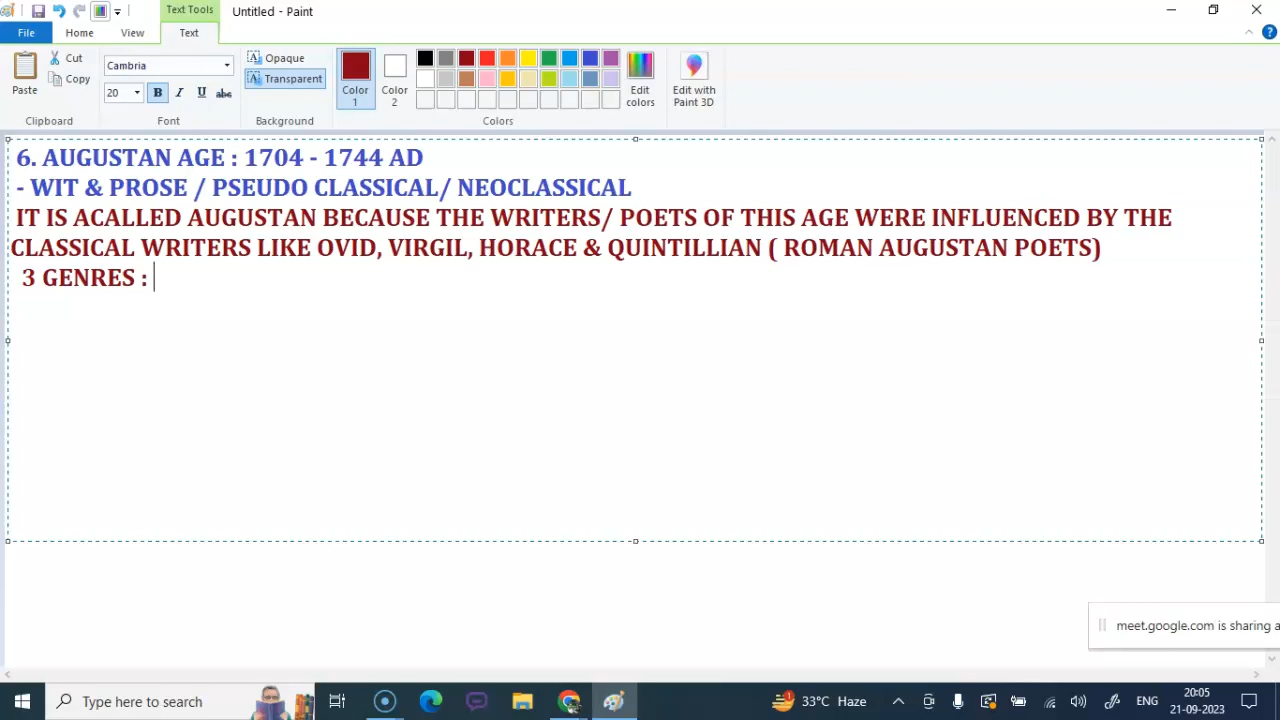 Text Tools
Untitled - Paint
File
Home
View
Text
Paste
Cut
Copy
Clipboard
Cambria
20
B
I
U
abc
Font
Opaque
Transparent
Background
Color 1
Color 2
Edit colors
Colors
Edit with Paint 3D
6. AUGUSTAN AGE : 1704 - 1744 AD
- WIT & PROSE / PSEUDO CLASSICAL/ NEOCLASSICAL
IT IS ACALLED AUGUSTAN BECAUSE THE WRITERS/ POETS OF THIS AGE WERE INFLUENCED BY THE
CLASSICAL WRITERS LIKE OVID, VIRGIL, HORACE & QUINTILLIAN ( ROMAN AUGUSTAN POETS)
3 GENRES :
meet.google.com is sharing a
Type here to search
1
33°C Haze
ENG
20:05
21-09-2023